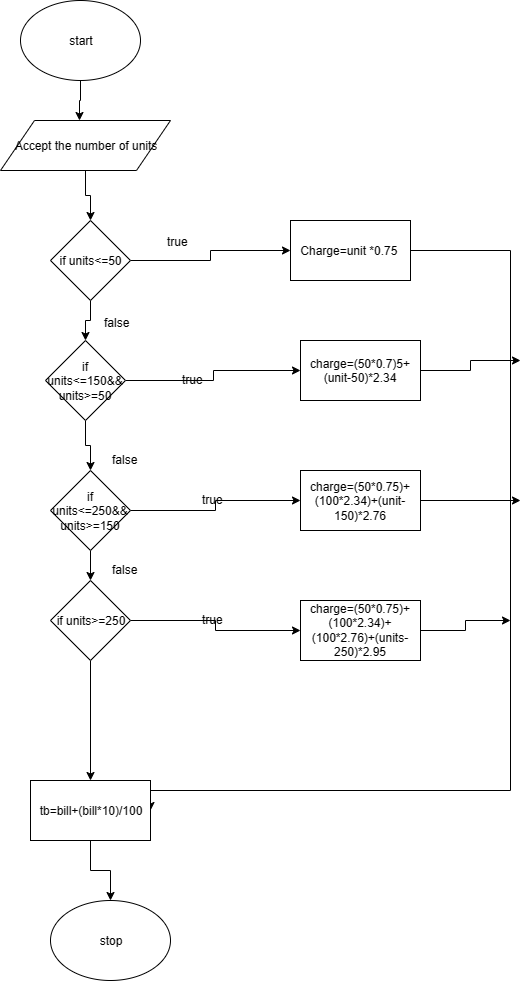 start
Accept the number of units
if units<=50
true
Charge=unit *0.75
false
if
units<=150&&
units>=50
true
charge=(50*0.7)5+
(unit-50)*2.34
false
if
units<=250&&
units>=150
true
charge=(50*0.75)+
(100*2.34)+(unit-
150)*2.76
false
if units>=250
true
charge=(50*0.75)+
(100*2.34)+
(100*2.76)+(units-
250)*2.95
tb=bill+(bill*10)/100
stop